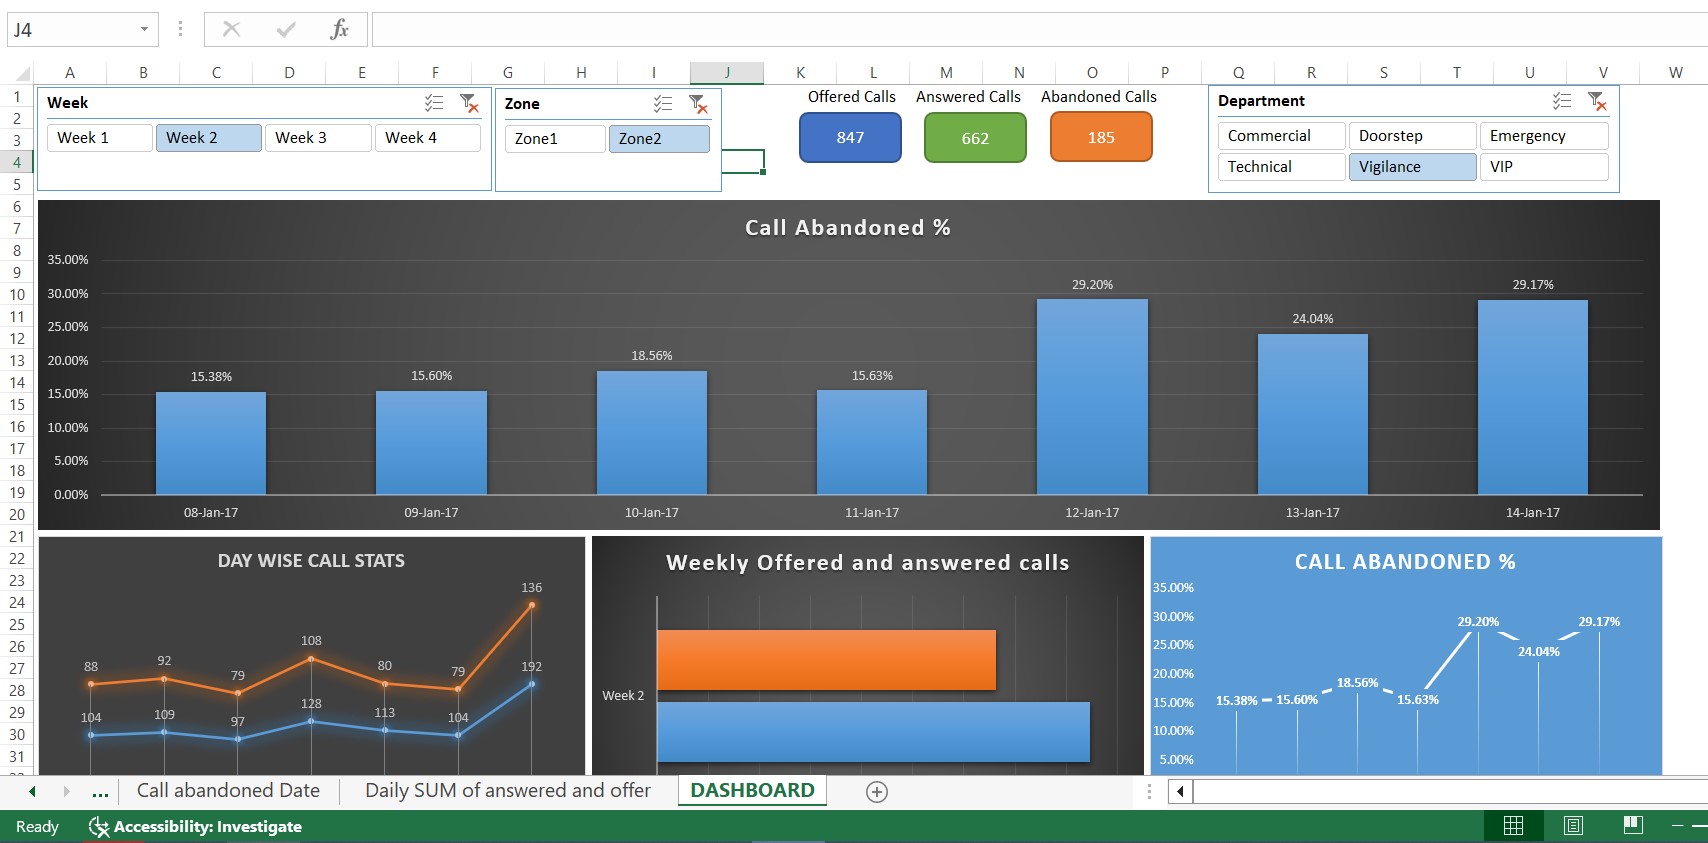 J4
fx
A B C D E F G H I J K L M N O P Q R S T U V W
1
2
3
4
5
6
7
8
9
10
11
12
13
14
15
16
17
18
19
20
21
22
23
24
25
26
27
28
29
30
31
Week
Week 1 Week 2 Week 3 Week 4
Zone
Zone1 Zone2
Offered Calls Answered Calls Abandoned Calls
847 662 185
Department
Commercial Doorstep Emergency
Technical Vigilance VIP
Call Abandoned %
35.00%
30.00%
25.00%
20.00%
15.00%
10.00%
5.00%
0.00%
15.38% 15.60% 18.56% 15.63% 29.20% 24.04% 29.17%
08-Jan-17 09-Jan-17 10-Jan-17 11-Jan-17 12-Jan-17 13-Jan-17 14-Jan-17
DAY WISE CALL STATS
88 92 79 108 80 79 136
104 109 97 128 113 104 192
Weekly Offered and answered calls
Week 2
CALL ABANDONED %
35.00%
30.00%
25.00%
20.00%
15.00%
10.00%
5.00%
15.38% 15.60% 18.56% 15.63% 29.20% 24.04% 29.17%
... Call abandoned Date Daily SUM of answered and offer DASHBOARD
Ready Accessibility: Investigate